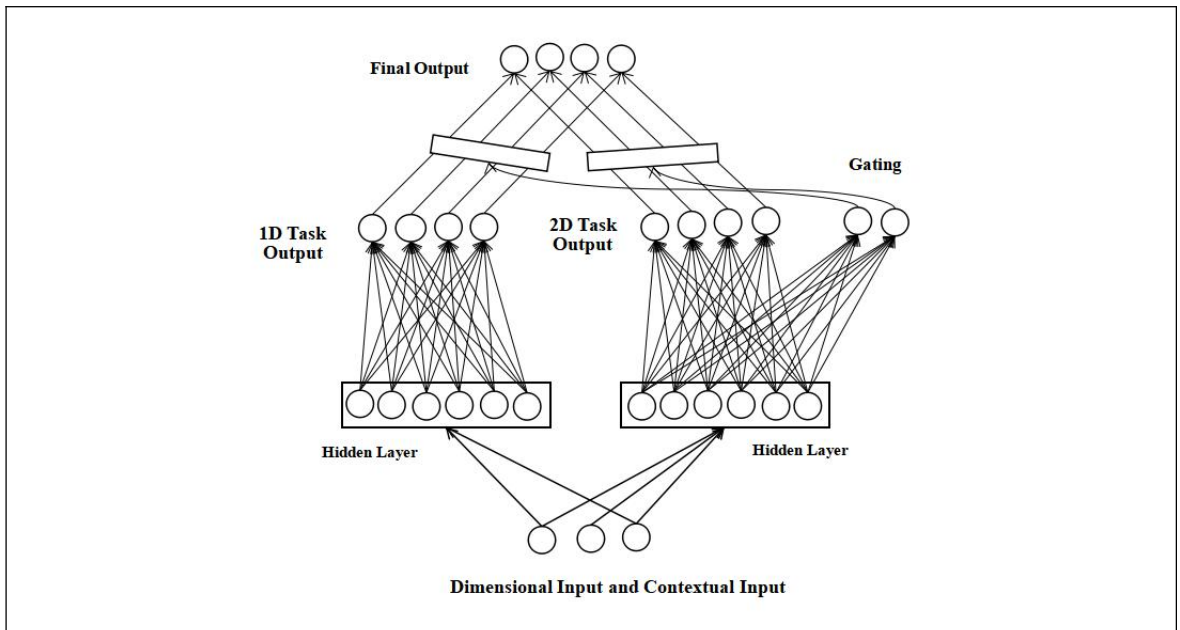 Final Output
Gating
1D Task
Output
2D Task
Output
Hidden Layer
Hidden Layer
Dimensional Input and Contextual Input